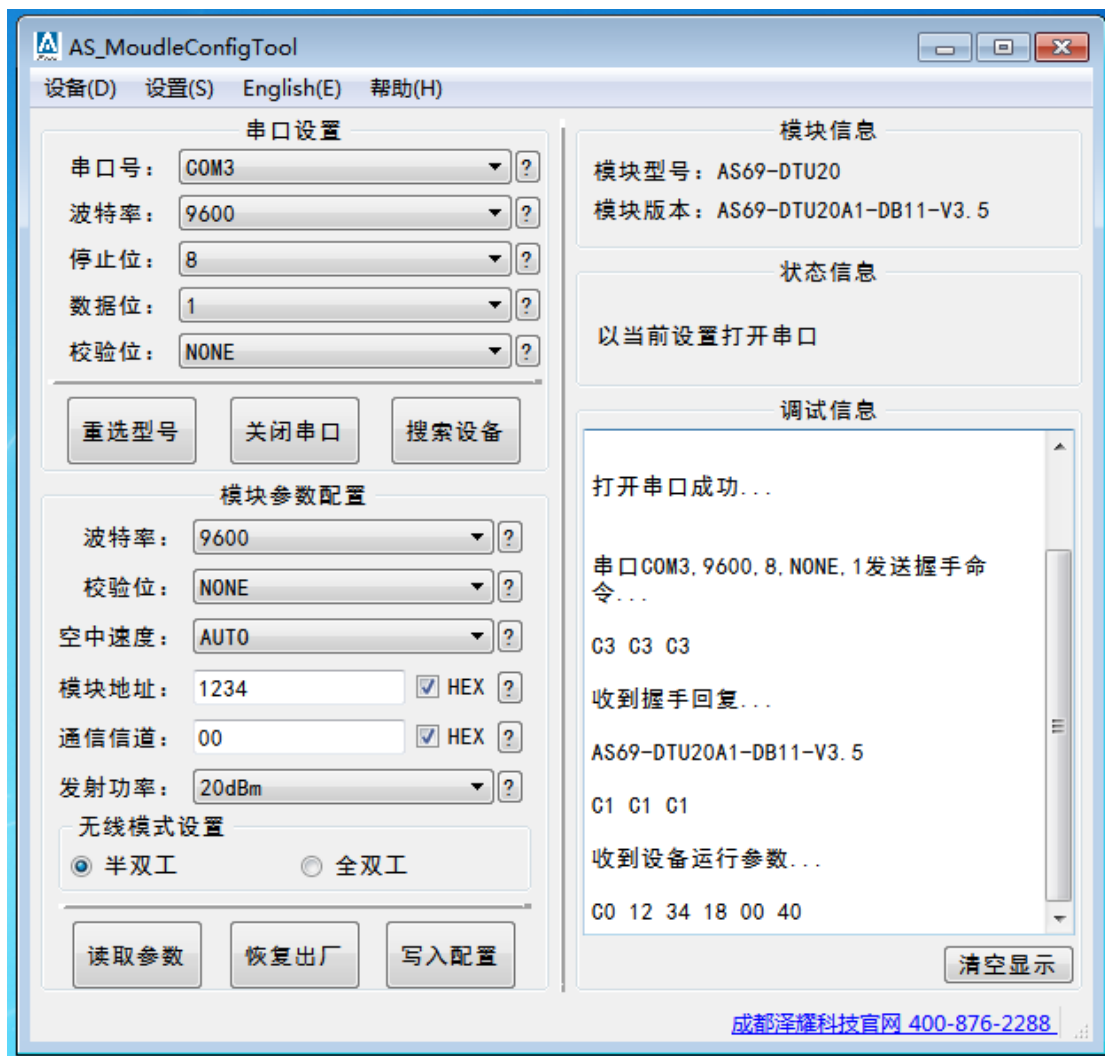 AS_MoudleConfigTool
设备(D) 设置(S) English(E) 帮助(H)
串口设置
串口号： COM3 ?
波特率： 9600 ?
停止位： 8 ?
数据位： 1 ?
校验位： NONE ?
重选型号 关闭串口 搜索设备
模块参数配置
波特率： 9600 ?
校验位： NONE ?
空中速度： AUTO ?
模块地址： 1234 HEX ?
通信信道： 00 HEX ?
发射功率： 20dBm ?
无线模式设置
半双工 全双工
读取参数 恢复出厂 写入配置
模块信息
模块型号：AS69-DTU20
模块版本：AS69-DTU20A1-DB11-V3.5
状态信息
以当前设置打开串口
调试信息
打开串口成功...
串口COM3,9600,8,NONE,1发送握手命
令...
C3 C3 C3
收到握手回复...
AS69-DTU20A1-DB11-V3.5
C1 C1 C1
收到设备运行参数...
C0 12 34 18 00 40
清空显示
成都泽耀科技官网 400-876-2288